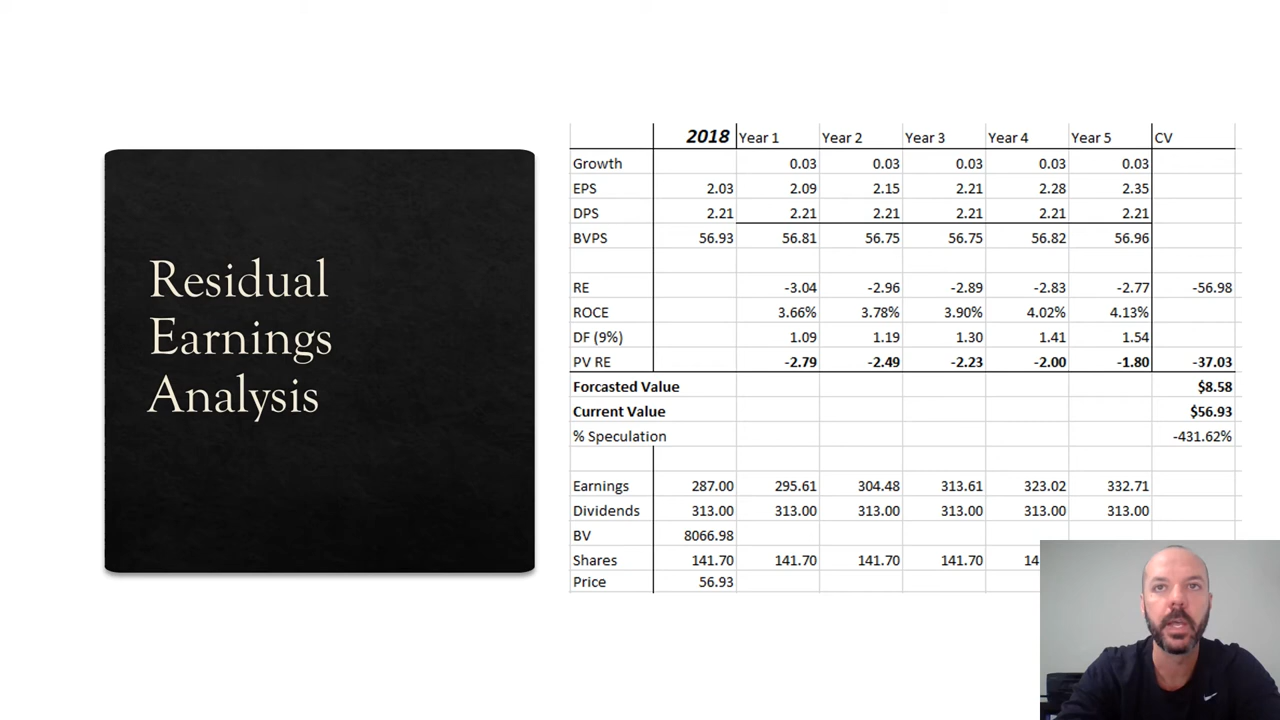 Residual
Earnings
Analysis
2018 Year 1 Year 2 Year 3 Year 4 Year 5 CV
Growth 0.03 0.03 0.03 0.03 0.03
EPS 2.03 2.09 2.15 2.21 2.28 2.35
DPS 2.21 2.21 2.21 2.21 2.21 2.21
BVPS 56.93 56.81 56.75 56.75 56.82 56.96
RE -3.04 -2.96 -2.89 -2.83 -2.77 -56.98
ROCE 3.66% 3.78% 3.90% 4.02% 4.13%
DF (9%) 1.09 1.19 1.30 1.41 1.54
PV RE -2.79 -2.49 -2.23 -2.00 -1.80 -37.03
Forcasted Value $8.58
Current Value $56.93
% Speculation -431.62%
Earnings 287.00 295.61 304.48 313.61 323.02 332.71
Dividends 313.00 313.00 313.00 313.00 313.00 313.00
BV 8066.98
Shares 141.70 141.70 141.70 141.70
Price 56.93